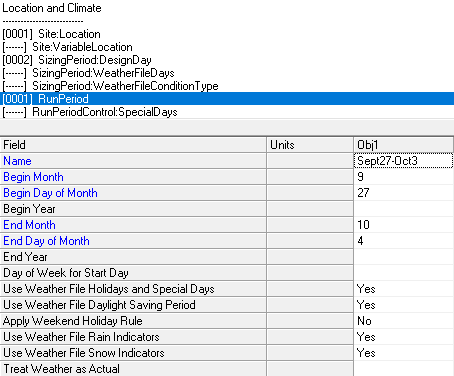 Location and Climate
-------------------------
[0001]  Site:Location
[------]  Site:VariableLocation
[0002]  SizingPeriod:DesignDay
[------]  SizingPeriod:WeatherFileDays
[------]  SizingPeriod:WeatherFileConditionType
[0001]  RunPeriod
[------]  RunPeriodControl:SpecialDays
Field Units Obj1
Name Sept27-Oct3
Begin Month 9
Begin Day of Month 27
Begin Year
End Month 10
End Day of Month 4
End Year
Day of Week for Start Day
Use Weather File Holidays and Special Days Yes
Use Weather File Daylight Saving Period Yes
Apply Weekend Holiday Rule No
Use Weather File Rain Indicators Yes
Use Weather File Snow Indicators Yes
Treat Weather as Actual